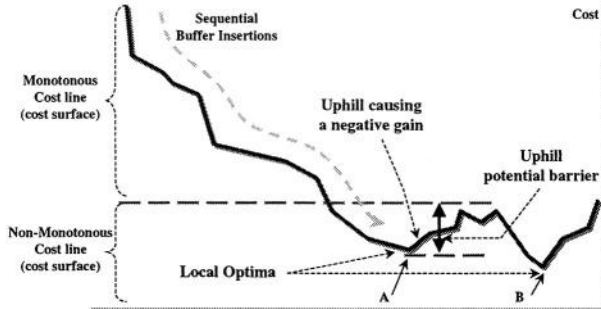 Sequential
Buffer Insertions
Cost
Monotonous
Cost line
(cost surface)
Uphill causing
a negative gain
Uphill
potential barrier
Non-Monotonous
Cost line
(cost surface)
Local Optima
A
B